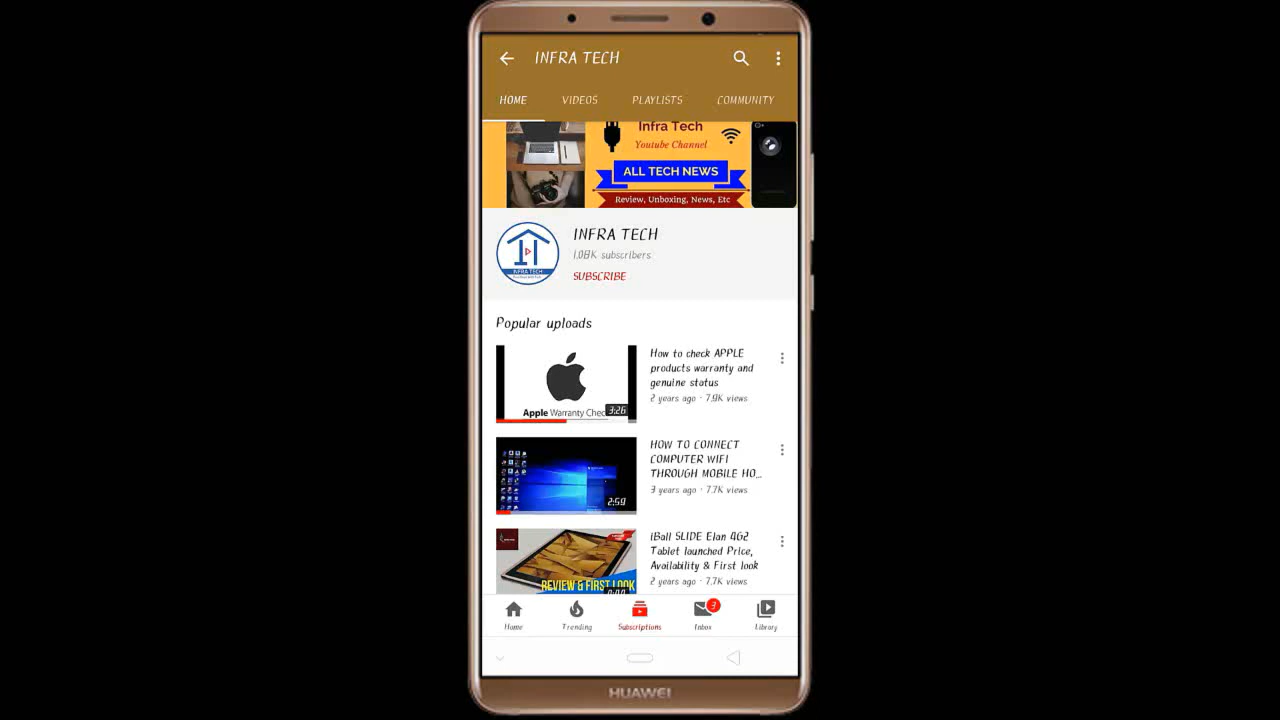 INFRA TECH
HOME VIDEOS PLAYLISTS COMMUNITY
Infra Tech
Youtube Channel
ALL TECH NEWS
Review, Unboxing, News, Etc
INFRA TECH
1.08K subscribers
SUBSCRIBE
INFRA TECH
Popular uploads
How to check APPLE
products warranty and
genuine status
2 years ago · 7.9K views
Apple Warranty Chec
3:26
HOW TO CONNECT
COMPUTER WIFI
THROUGH MOBILE HO...
3 years ago · 7.7K views
2:59
iBall SLIDE Elan 4G2
Tablet launched Price,
Availability & First look
2 years ago · 7.7K views
REVIEW & FIRST LOOK
3
Home Trending Subscriptions Inbox Library
HUAWEI